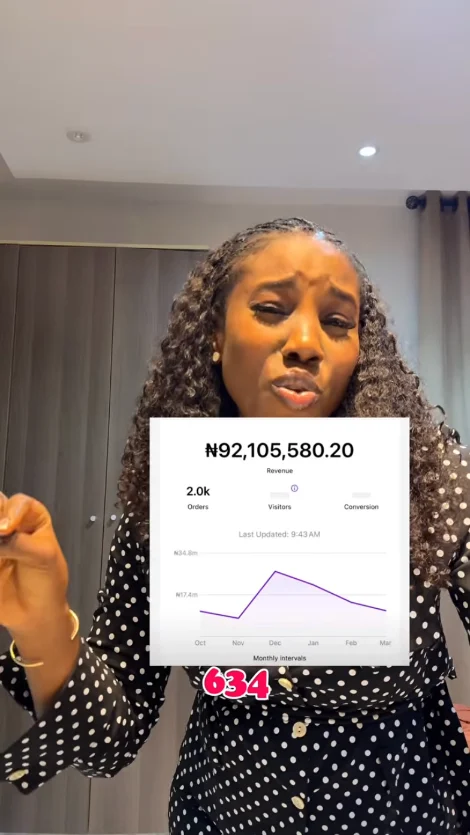 ₦92,105,580.20
Revenue
2.0k
Orders
Visitors
Conversion
Last Updated: 9:43 AM
₦34.8m
₦17.4m
Oct Nov Dec Jan Feb Mar
Monthly Intervals
634